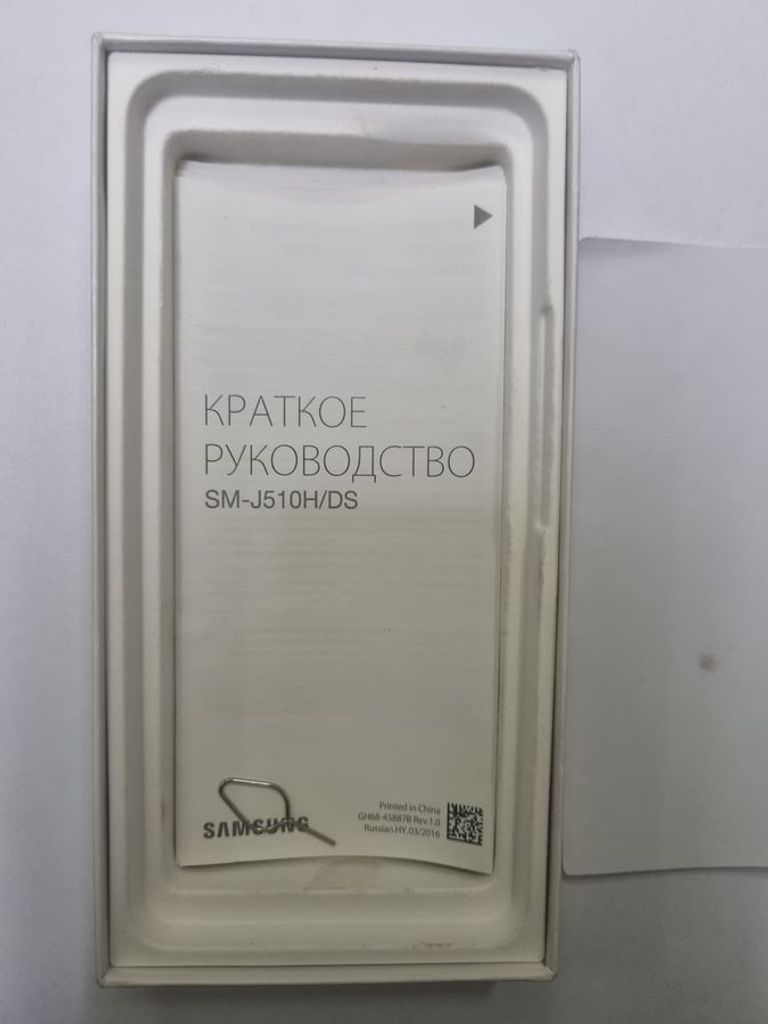 КРАТКОЕ
РУКОВОДСТВО
SM-J510H/DS
SAMSUNG
Printed in China
GH68-45887B Rev.1.0
Russian.HY.03/2016